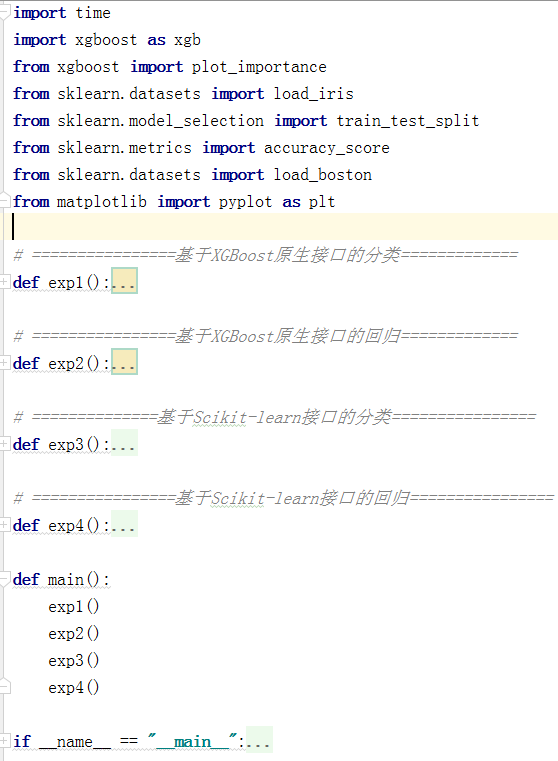 import time
import xgboost as xgb
from xgboost import plot_importance
from sklearn.datasets import load_iris
from sklearn.model_selection import train_test_split
from sklearn.metrics import accuracy_score
from sklearn.datasets import load_boston
from matplotlib import pyplot as plt
# ================基于XGBoost原生接口的分类=============
def exp1():...
# ================基于XGBoost原生接口的回归=============
def exp2():...
# ==============基于Scikit-learn接口的分类================
def exp3():...
# ================基于Scikit-learn接口的回归================
def exp4():...
def main():
    exp1()
    exp2()
    exp3()
    exp4()
if __name__ == "__main__":...